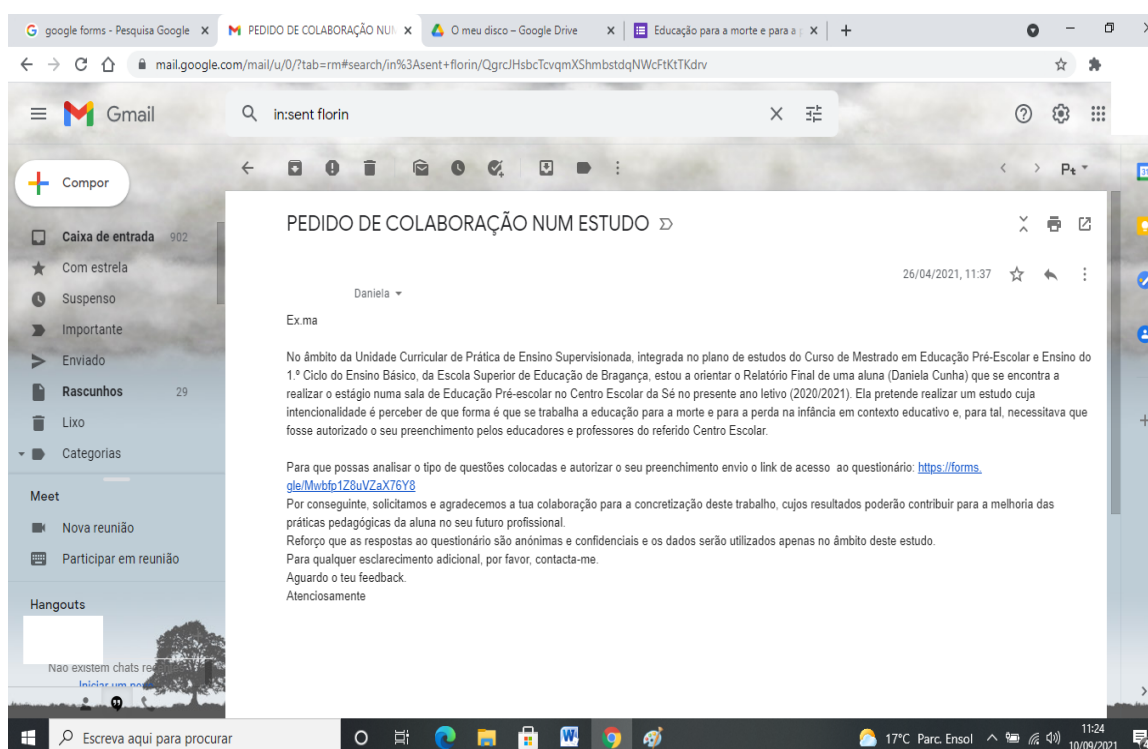 google forms - Pesquisa Google
PEDIDO DE COLABORAÇÃO NUM
O meu disco – Google Drive
Educação para a morte e para a p
mail.google.com/mail/u/0/?tab=rm#search/in%3Asent+florin/QgrcJHsbcTcvqmXShmbstdqNWcFtKtTKdrv
Gmail
in:sent florin
Compor
Caixa de entrada 902
Com estrela
Suspenso
Importante
Enviado
Rascunhos 29
Lixo
Categorias
Meet
Nova reunião
Participar em reunião
Hangouts
Não existem chats re
Iniciar um no
PEDIDO DE COLABORAÇÃO NUM ESTUDO
26/04/2021, 11:37
Daniela
Ex.ma
No âmbito da Unidade Curricular de Prática de Ensino Supervisionada, integrada no plano de estudos do Curso de Mestrado em Educação Pré-Escolar e Ensino do
1.º Ciclo do Ensino Básico, da Escola Superior de Educação de Bragança, estou a orientar o Relatório Final de uma aluna (Daniela Cunha) que se encontra a
realizar o estágio numa sala de Educação Pré-escolar no Centro Escolar da Sé no presente ano letivo (2020/2021). Ela pretende realizar um estudo cuja
intencionalidade é perceber de que forma é que se trabalha a educação para a morte e para a perda na infância em contexto educativo e, para tal, necessitava que
fosse autorizado o seu preenchimento pelos educadores e professores do referido Centro Escolar.
Para que possas analisar o tipo de questões colocadas e autorizar o seu preenchimento envio o link de acesso ao questionário: https://forms.
gle/Mwbfp1Z8uVZaX76Y8
Por conseguinte, solicitamos e agradecemos a tua colaboração para a concretização deste trabalho, cujos resultados poderão contribuir para a melhoria das
práticas pedagógicas da aluna no seu futuro profissional.
Reforço que as respostas ao questionário são anónimas e confidenciais e os dados serão utilizados apenas no âmbito deste estudo.
Para qualquer esclarecimento adicional, por favor, contacta-me.
Aguardo o teu feedback.
Atenciosamente
Pt
31
Escreva aqui para procurar
17°C Parc. Ensol
11:24
10/09/2021